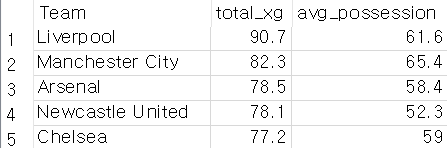 Team total_xg avg_possession
1 Liverpool 90.7 61.6
2 Manchester City 82.3 65.4
3 Arsenal 78.5 58.4
4 Newcastle United 78.1 52.3
5 Chelsea 77.2 59